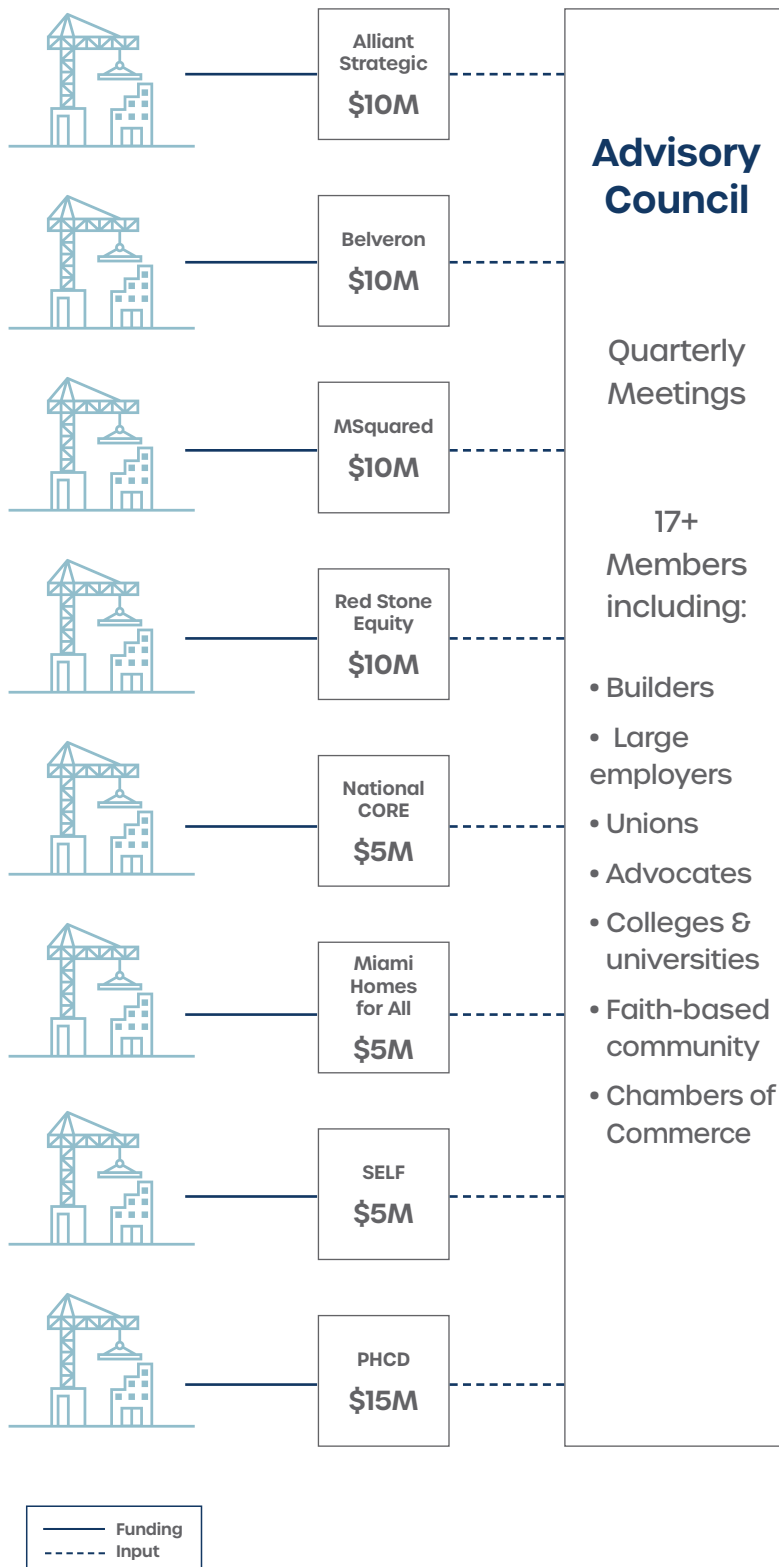 Alliant
Strategic
$10M
Belveron
$10M
MSquared
$10M
Red Stone
Equity
$10M
National
CORE
$5M
Miami
Homes
for All
$5M
SELF
$5M
PHCD
$15M
Advisory
Council
Quarterly
Meetings
17+
Members
including:
• Builders
• Large
employers
• Unions
• Advocates
• Colleges &
universities
• Faith-based
community
• Chambers of
Commerce
Funding
Input